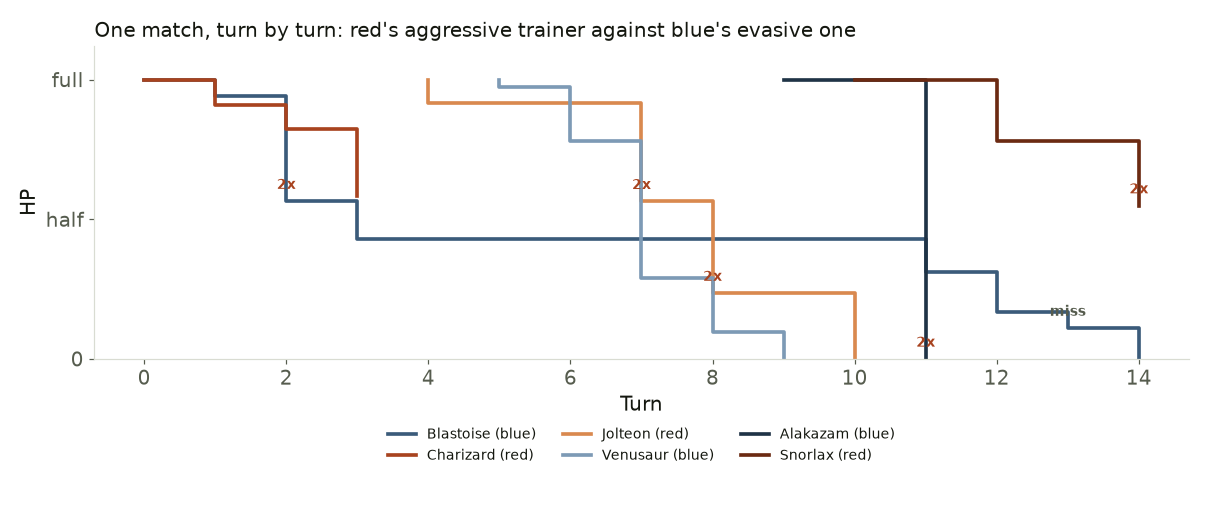 One match, turn by turn: red's aggressive trainer against blue's evasive one
full
half
0
HP
2x
2x
2x
2x
miss
2x
0 2 4 6 8 10 12 14
Turn
Blastoise (blue) Jolteon (red) Alakazam (blue)
Charizard (red) Venusaur (blue) Snorlax (red)